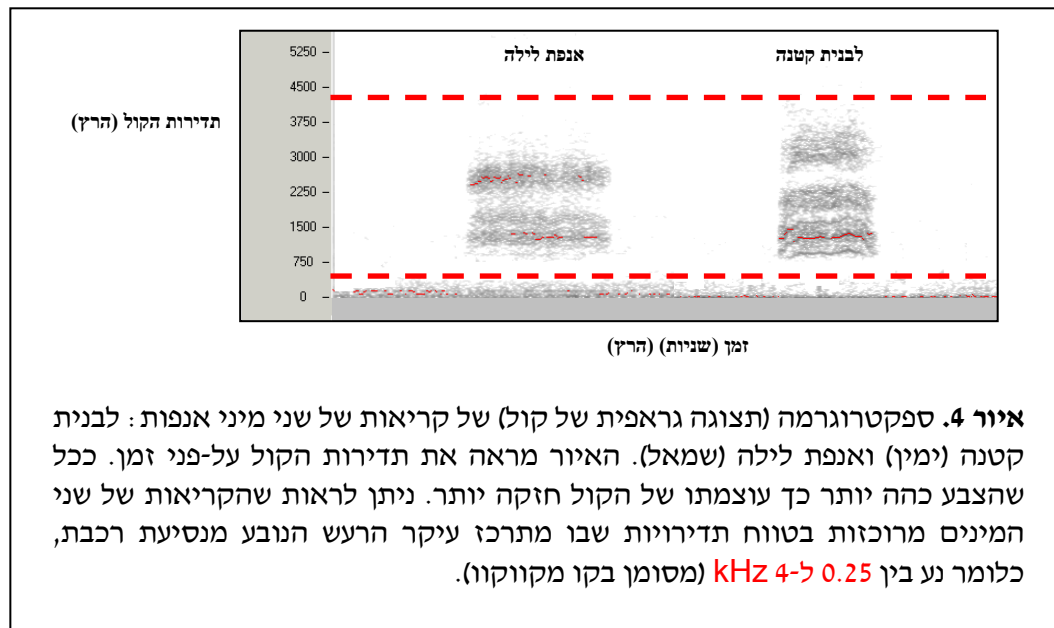 אנפת לילה
לבנית קטנה
5250
4500
3750
3000
2250
1500
750
0
תדירות הקול (הרץ)
זמן (שניות) (הרץ)
איור 4. ספקטרוגרמה (תצוגה גראפית של קול) של קריאות של שני מיני אנפות: לבנית
קטנה (ימין) ואנפת לילה (שמאל). האיור מראה את תדירות הקול על-פני זמן. ככל
שהצבע כהה יותר כך עוצמתו של הקול חזקה יותר. ניתן לראות שהקריאות של שני
המינים מרוכזות בטווח תדירויות שבו מתרכז עיקר הרעש הנובע מנסיעת רכבת,
כלומר נע בין 0.25 ל-4 kHz (מסומן בקו מקווקוו).